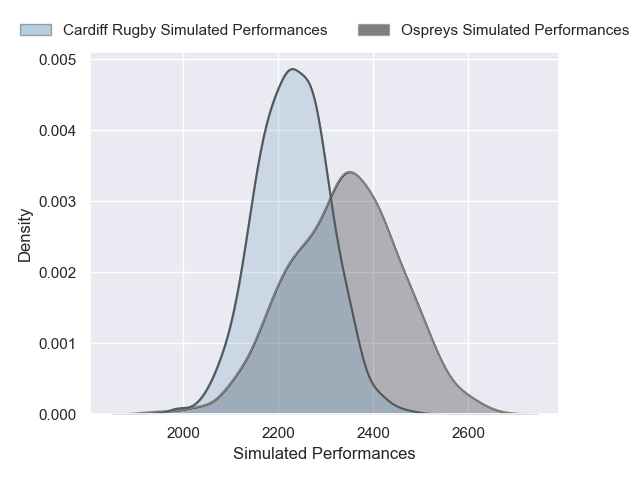 Cardiff Rugby Simulated Performances
Ospreys Simulated Performances
0.005
0.004
0.003
0.002
0.001
0.000
Density
2000
2200
2400
2600
Simulated Performances